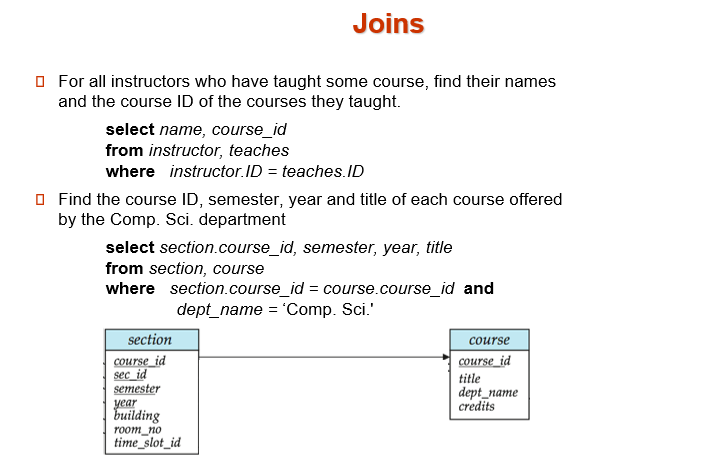 Joins
For all instructors who have taught some course, find their names
and the course ID of the courses they taught.
select name, course_id
from instructor, teaches
where instructor.ID = teaches.ID
Find the course ID, semester, year and title of each course offered
by the Comp. Sci. department
select section.course_id, semester, year, title
from section, course
where section.course_id = course.course_id and
dept_name = ‘Comp. Sci.'
section
course_id
sec_id
semester
year
building
room_no
time_slot_id
course
course_id
title
dept_name
credits